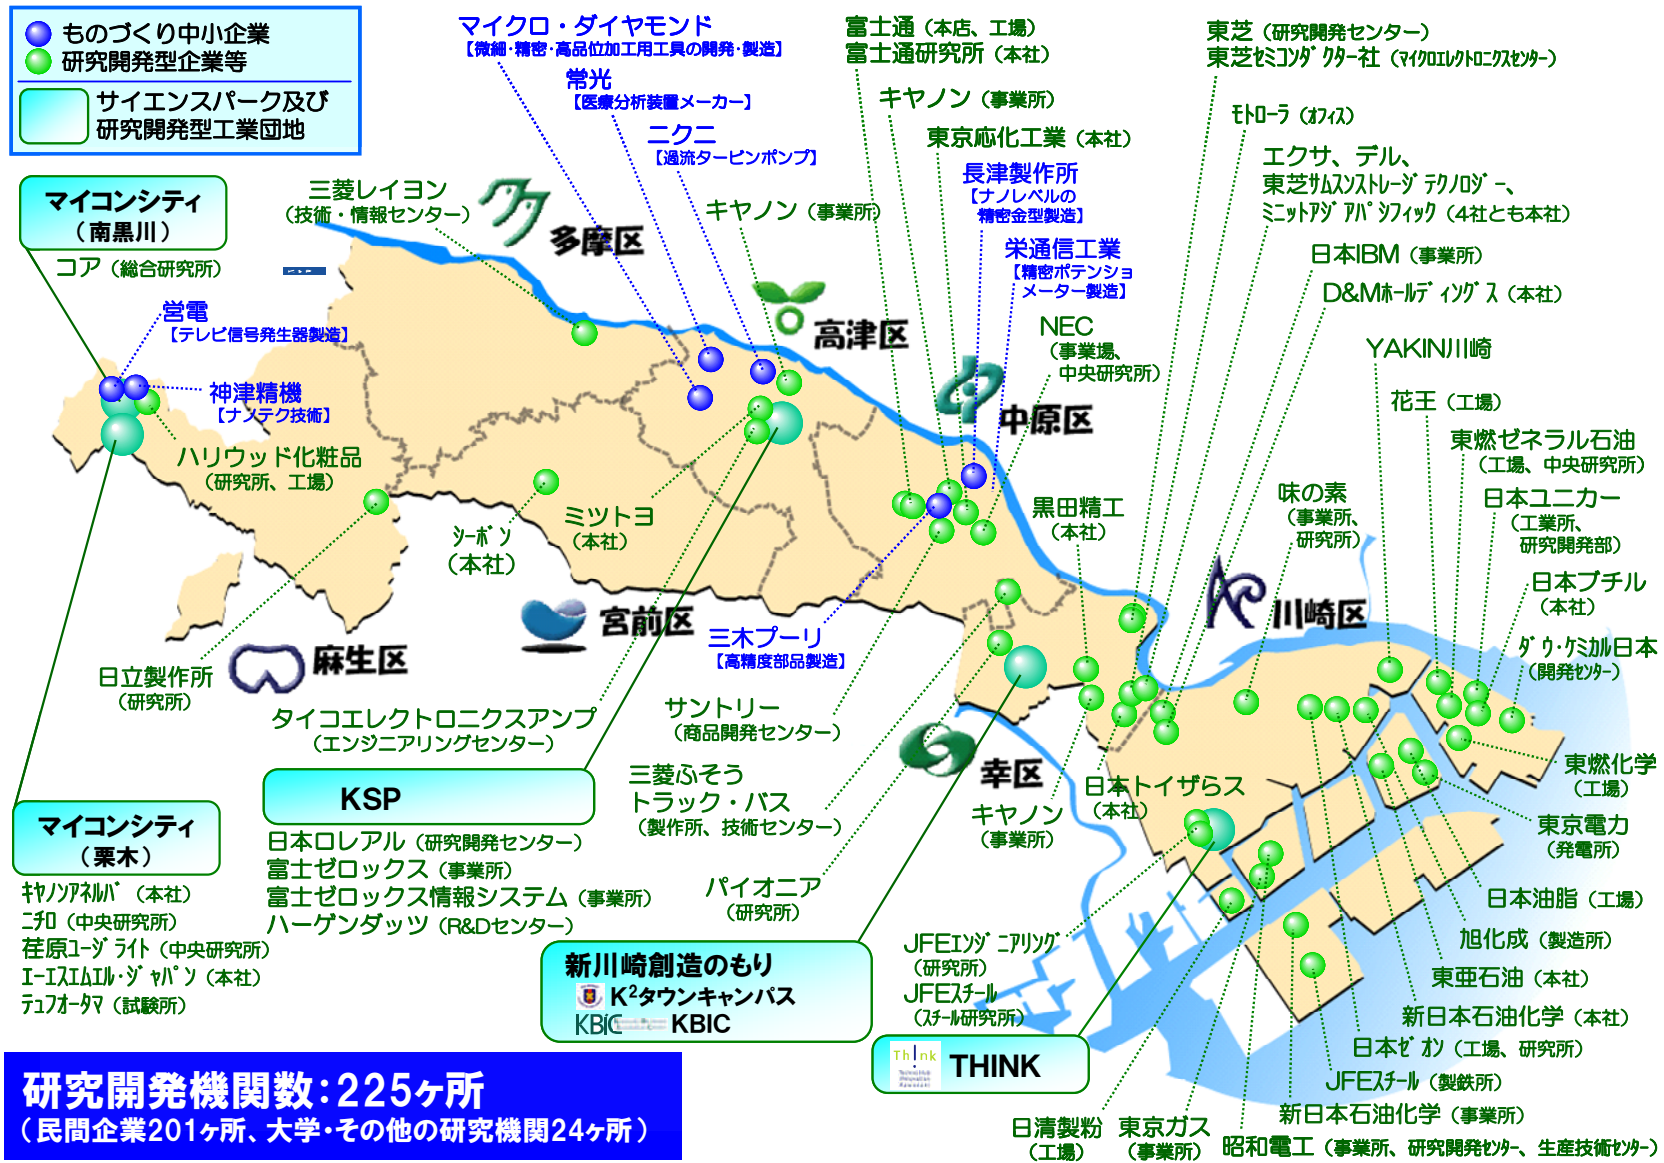 ものづくり中小企業
研究開発型企業等
サイエンスパーク及び
研究開発型工業団地
マイコンシティ
（南黒川）
コア（総合研究所）
営電
【テレビ信号発生器製造】
神津精機
【ナノテク技術】
ハリウッド化粧品
（研究所、工場）
三菱レイヨン
（技術・情報センター）
マイクロ・ダイヤモンド
【微細・精密・高品位加工用工具の開発・製造】
常光
【医療分析装置メーカー】
ニクニ
【過流タービンポンプ】
キヤノン（事業所）
富士通（本店、工場）
富士通研究所（本社）
キヤノン（事業所）
東京応化工業（本社）
長津製作所
【ナノレベルの
精密金型製造】
栄通信工業
【精密ポテンショ
メーター製造】
NEC
（事業場、
中央研究所）
東芝（研究開発センター）
東芝ｾﾐｺﾝﾀﾞｸﾀｰ社（ﾏｲｸﾛｴﾚｸﾄﾛﾆｸｽｾﾝﾀｰ）
ﾓﾄﾛｰﾗ（ｵﾌｨｽ）
エクサ、デル、
東芝ｻﾑｽﾝｽﾄﾚｰｼﾞﾃｸﾉﾛｼﾞｰ、
ﾐﾆｯﾄｱｼﾞｱﾊﾟｼﾌｨｯｸ（４社とも本社）
日本IBM（事業所）
D&Mﾎｰﾙﾃﾞｨﾝｸﾞｽ（本社）
YAKIN川崎
花王（工場）
東燃ゼネラル石油
（工場、中央研究所）
日本ユニカー
（工業所、
研究開発部）
日本ブチル
（本社）
ﾀﾞｳ・ｹﾐｶﾙ日本
（開発ｾﾝﾀｰ）
味の素
（事業所、
研究所）
黒田精工
（本社）
多摩区
高津区
中原区
川崎区
宮前区
麻生区
幸区
ｼｰﾎﾞﾝ
（本社）
ミツトヨ
（本社）
三木プーリ
【高精度部品製造】
日立製作所
（研究所）
タイコエレクトロニクスアンプ
（エンジニアリングセンター）
サントリー
（商品開発センター）
三菱ふそう
トラック・バス
（製作所、技術センター）
パイオニア
（研究所）
キヤノン
（事業所）
日本トイザらス
（本社）
東燃化学
（工場）
東京電力
（発電所）
日本油脂（工場）
旭化成（製造所）
東亜石油（本社）
新日本石油化学（本社）
日本ｾﾞｵﾝ（工場、研究所）
JFEｽﾁｰﾙ（製鉄所）
新日本石油化学（事業所）
昭和電工（事業所、研究開発ｾﾝﾀｰ、生産技術ｾﾝﾀｰ）
東京ガス
（事業所）
日清製粉
（工場）
JFEｴﾝｼﾞﾆｱﾘﾝｸﾞ
（研究所）
JFEｽﾁｰﾙ
（ｽﾁｰﾙ研究所）
Think
THINK
マイコンシティ
（栗木）
ｷﾔﾉﾝｱﾈﾙﾊﾞ（本社）
ﾆﾁﾛ（中央研究所）
荏原ﾕｰｼﾞﾗｲﾄ（中央研究所）
ｴｰｴｽｴﾑｴﾙ・ｼﾞｬﾊﾟﾝ（本社）
ﾃｭﾌｵｰﾀﾏ（試験所）
KSP
日本ロレアル（研究開発センター）
富士ゼロックス（事業所）
富士ゼロックス情報システム（事業所）
ハーゲンダッツ（R&Dセンター）
新川崎創造のもり
K²タウンキャンパス
KBIC KBIC
研究開発機関数：225ヶ所
（民間企業201ヶ所、大学・その他の研究機関24ヶ所）